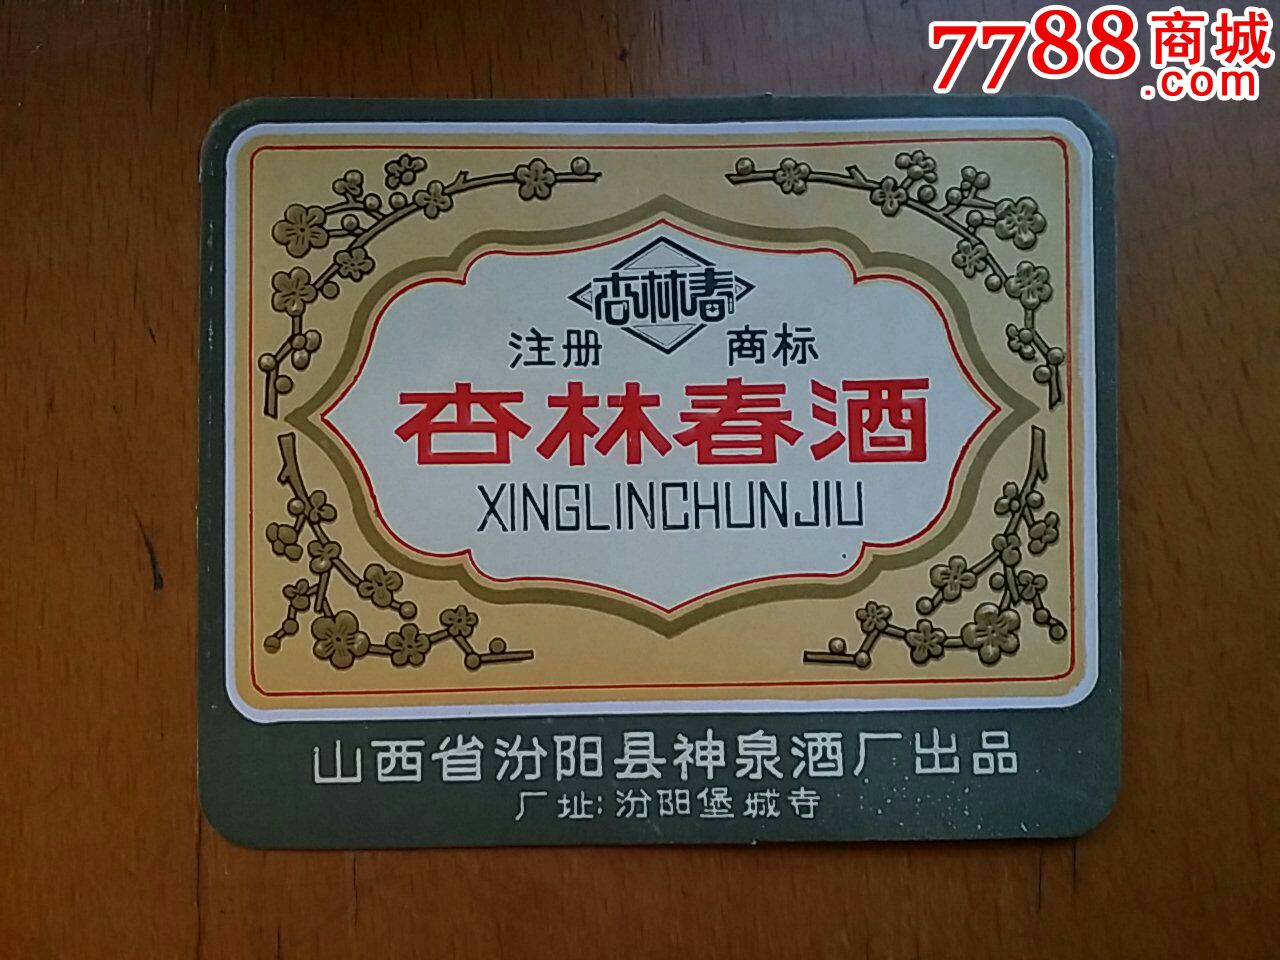 7788商城
.com
杏林春
注册 商标
杏林春酒
XINGLINCHUNJIU
山西省汾阳县神泉酒厂出品
厂址:汾阳堡城寺